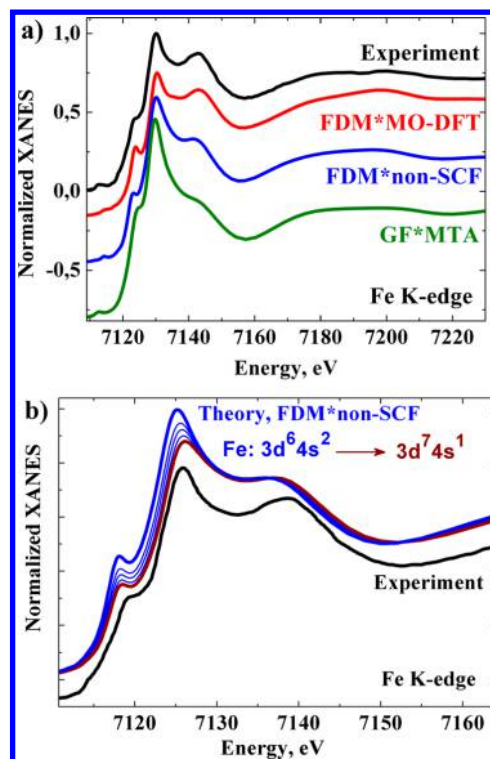 a)
1,0
Experiment
0,5
FDM*MO-DFT
0,0
FDM*non-SCF
-0,5
GF*MTA
Fe K-edge
Normalized XANES
7120 7140 7160 7180 7200 7220
Energy, eV
b)
Theory, FDM*non-SCF
Fe: 3d⁶4s² → 3d⁷4s¹
Experiment
Fe K-edge
Normalized XANES
7120 7130 7140 7150 7160
Energy, eV